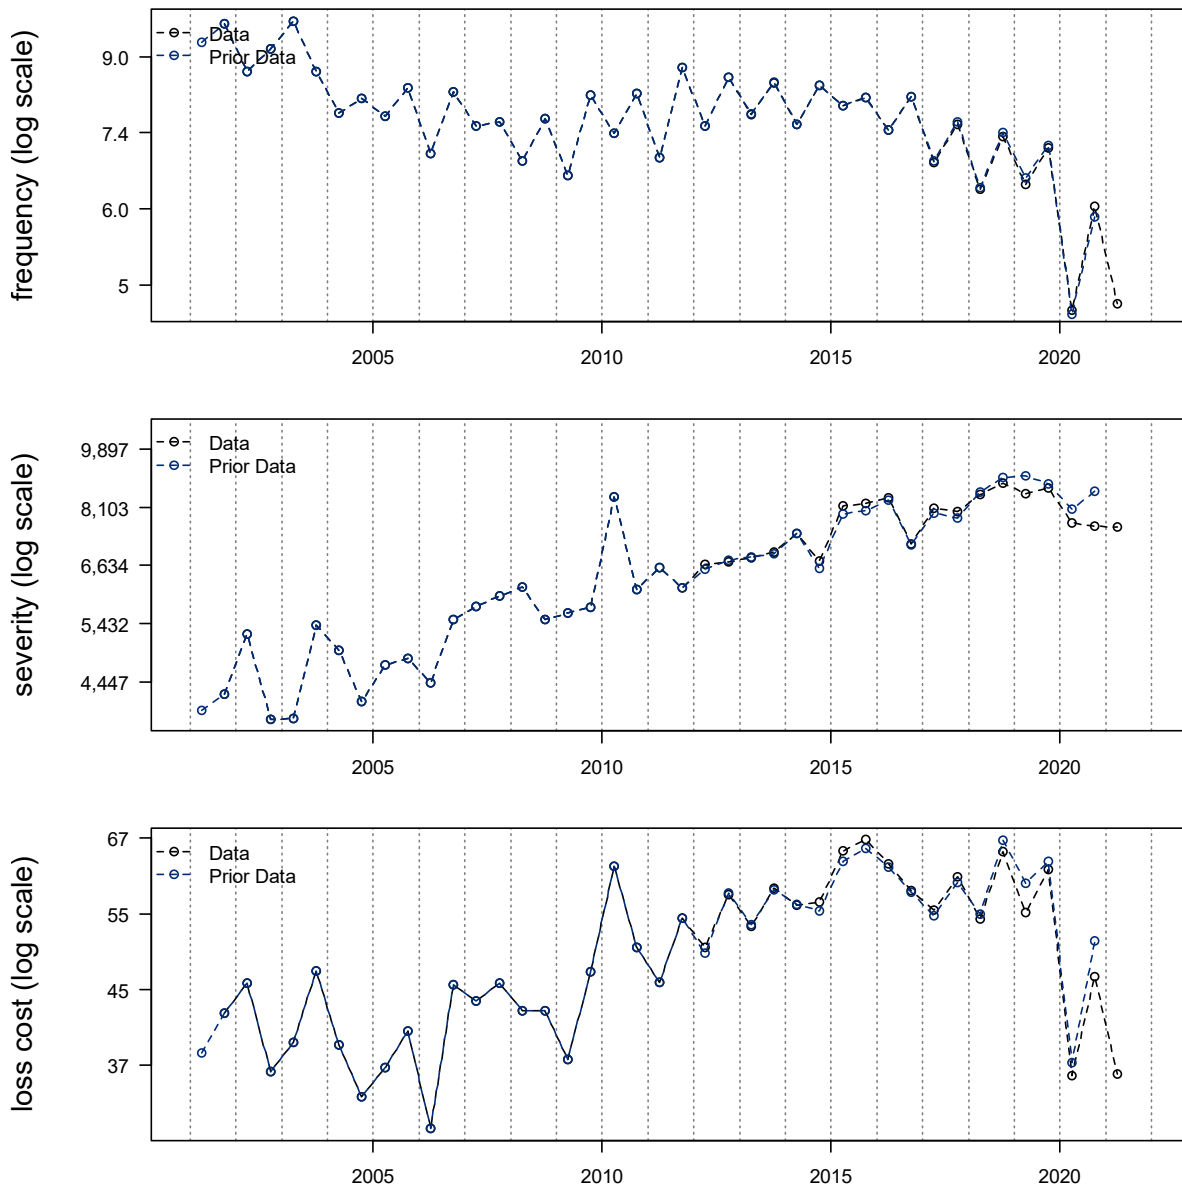 frequency (log scale)
9.0
7.4
6.0
5
Data
Prior Data
2005
2010
2015
2020
severity (log scale)
9,897
8,103
6,634
5,432
4,447
Data
Prior Data
2005
2010
2015
2020
loss cost (log scale)
67
55
45
37
Data
Prior Data
2005
2010
2015
2020